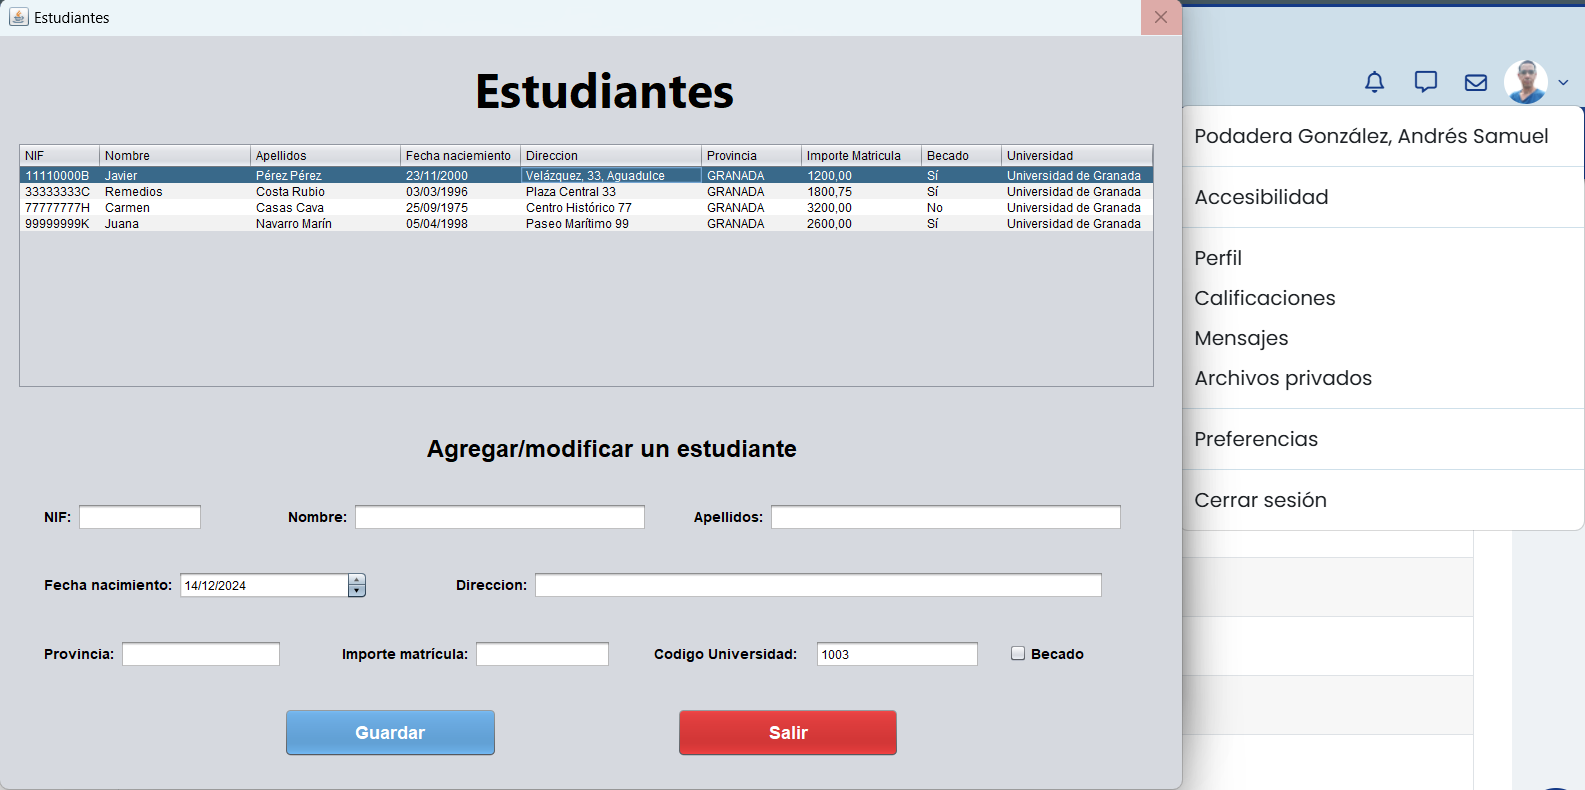 Estudiantes
Estudiantes
NIF Nombre Apellidos Fecha naciemiento Direccion Provincia Importe Matricula Becado Universidad
11110000B Javier Pérez Pérez 23/11/2000 Velázquez, 33, Aguadulce GRANADA 1200,00 Sí Universidad de Granada
33333333C Remedios Costa Rubio 03/03/1996 Plaza Central 33 GRANADA 1800,75 Sí Universidad de Granada
77777777H Carmen Casas Cava 25/09/1975 Centro Histórico 77 GRANADA 3200,00 No Universidad de Granada
99999999K Juana Navarro Marín 05/04/1998 Paseo Marítimo 99 GRANADA 2600,00 Sí Universidad de Granada
Agregar/modificar un estudiante
NIF: Nombre: Apellidos:
Fecha nacimiento: 14/12/2024 Direccion:
Provincia: Importe matrícula: Codigo Universidad: 1003 Becado
Guardar Salir
Podadera González, Andrés Samuel
Accesibilidad
Perfil
Calificaciones
Mensajes
Archivos privados
Preferencias
Cerrar sesión